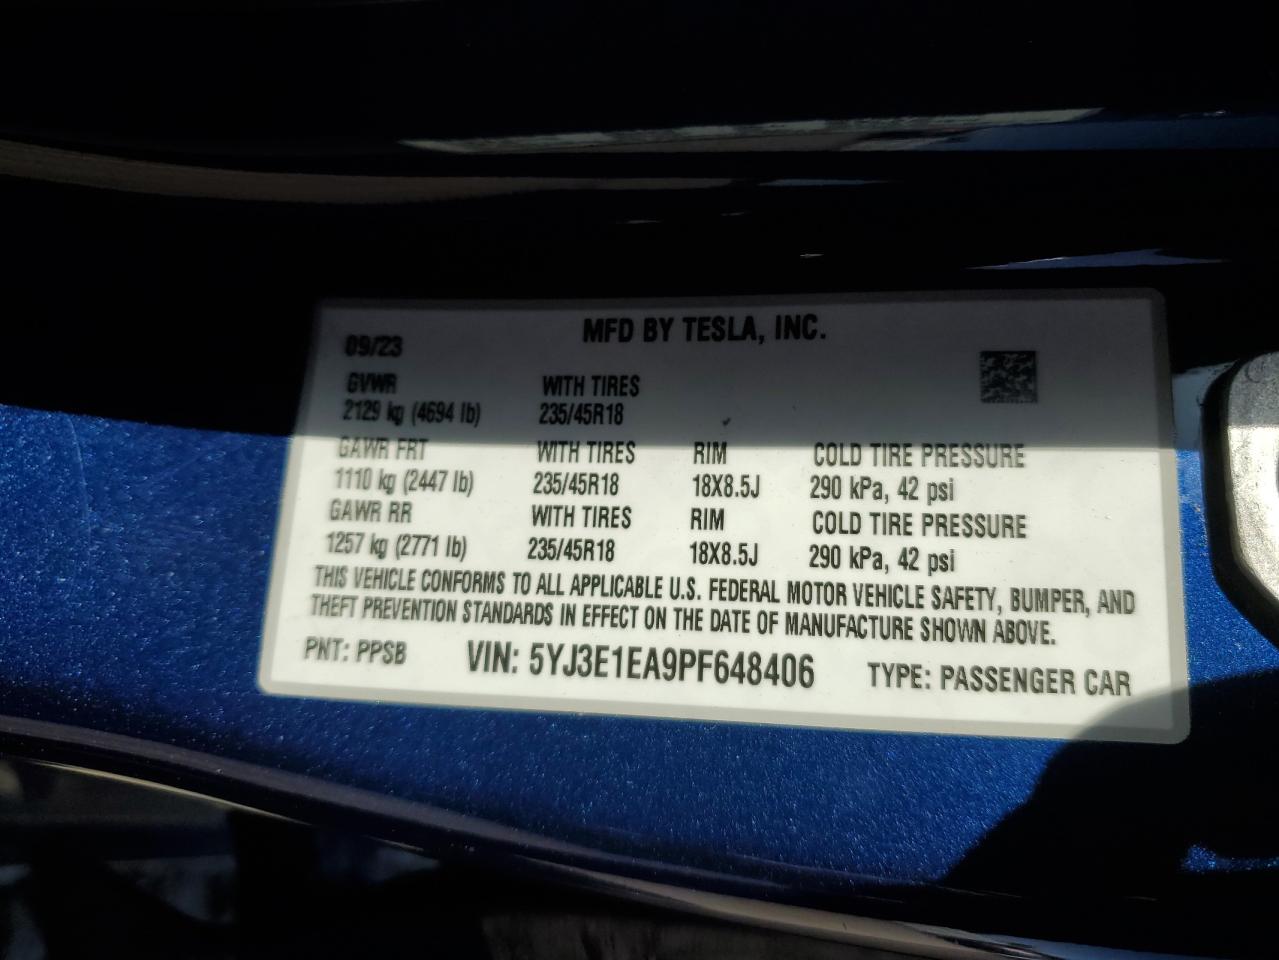 MFD BY TESLA, INC.
09/23
GVWR WITH TIRES
2129 kg (4694 lb) 235/45R18
GAWR FRT WITH TIRES RIM COLD TIRE PRESSURE
1110 kg (2447 lb) 235/45R18 18X8.5J 290 kPa, 42 psi
GAWR RR WITH TIRES RIM COLD TIRE PRESSURE
1257 kg (2771 lb) 235/45R18 18X8.5J 290 kPa, 42 psi
THIS VEHICLE CONFORMS TO ALL APPLICABLE U.S. FEDERAL MOTOR VEHICLE SAFETY, BUMPER, AND
THEFT PREVENTION STANDARDS IN EFFECT ON THE DATE OF MANUFACTURE SHOWN ABOVE.
PNT: PPSB VIN: 5YJ3E1EA9PF648406 TYPE: PASSENGER CAR